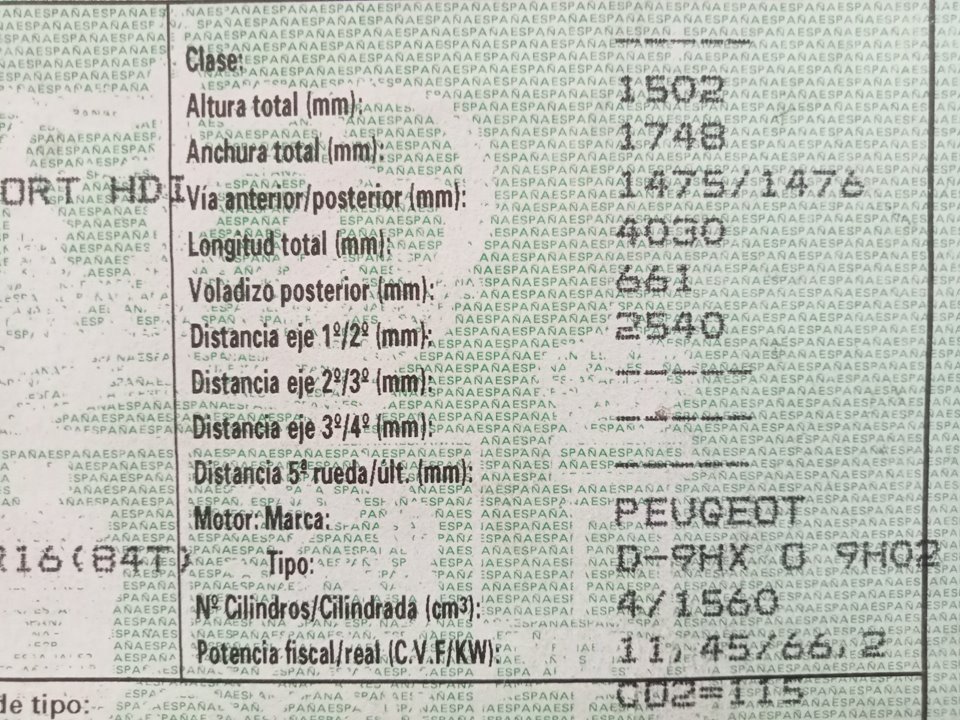 Clase: -------
Altura total (mm): 1502
Anchura total (mm): 1748
ORT HDI
Vía anterior/posterior (mm): 1475/1476
Longitud total (mm): 4030
Voladizo posterior (mm): 661
Distancia eje 1º/2º (mm): 2540
Distancia eje 2º/3º (mm): -------
Distancia eje 3º/4º (mm): -------
Distancia 5ª rueda/últ. (mm): -------
Motor: Marca: PEUGEOT
R16(84T)
Tipo: D-9HX O 9H02
Nº Cilindros/Cilindrada (cm³): 4/1560
Potencia fiscal/real (C.V.F/KW): 11,45/66,2
de tipo:
CO2=115